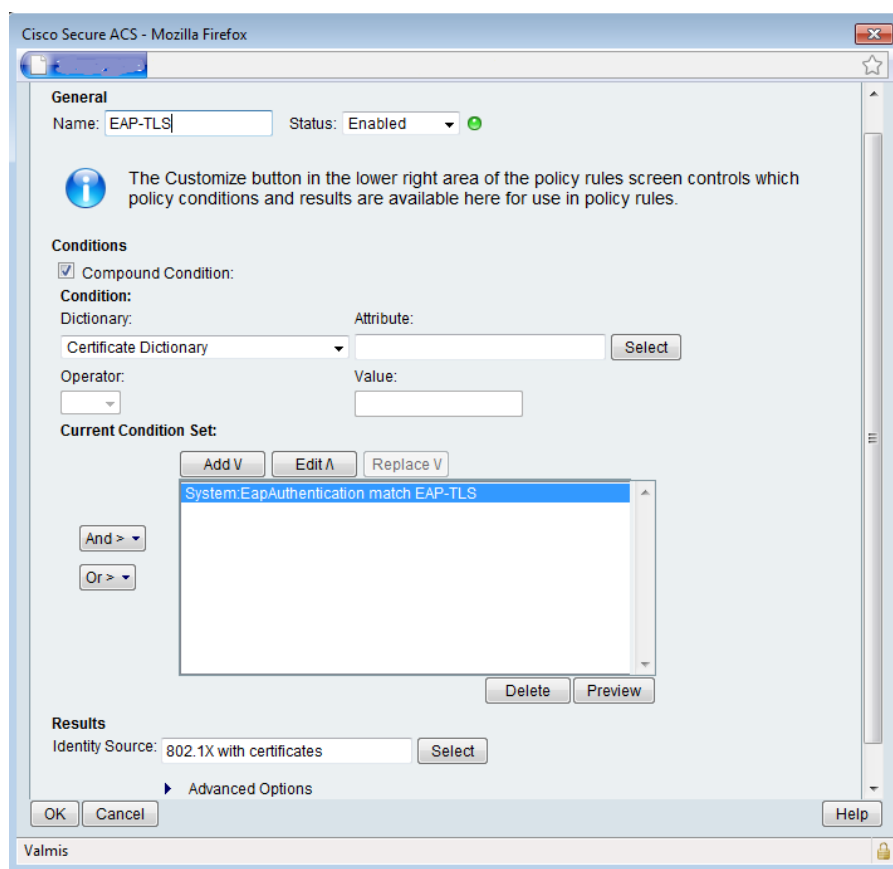 Cisco Secure ACS - Mozilla Firefox
General
Name: EAP-TLS Status: Enabled
The Customize button in the lower right area of the policy rules screen controls which
policy conditions and results are available here for use in policy rules.
Conditions
Compound Condition:
Condition:
Dictionary: Attribute:
Certificate Dictionary Select
Operator: Value:
Current Condition Set:
Add V Edit Λ Replace V
System:EapAuthentication match EAP-TLS
And >
Or >
Delete Preview
Results
Identity Source: 802.1X with certificates Select
Advanced Options
OK Cancel Help
Valmis